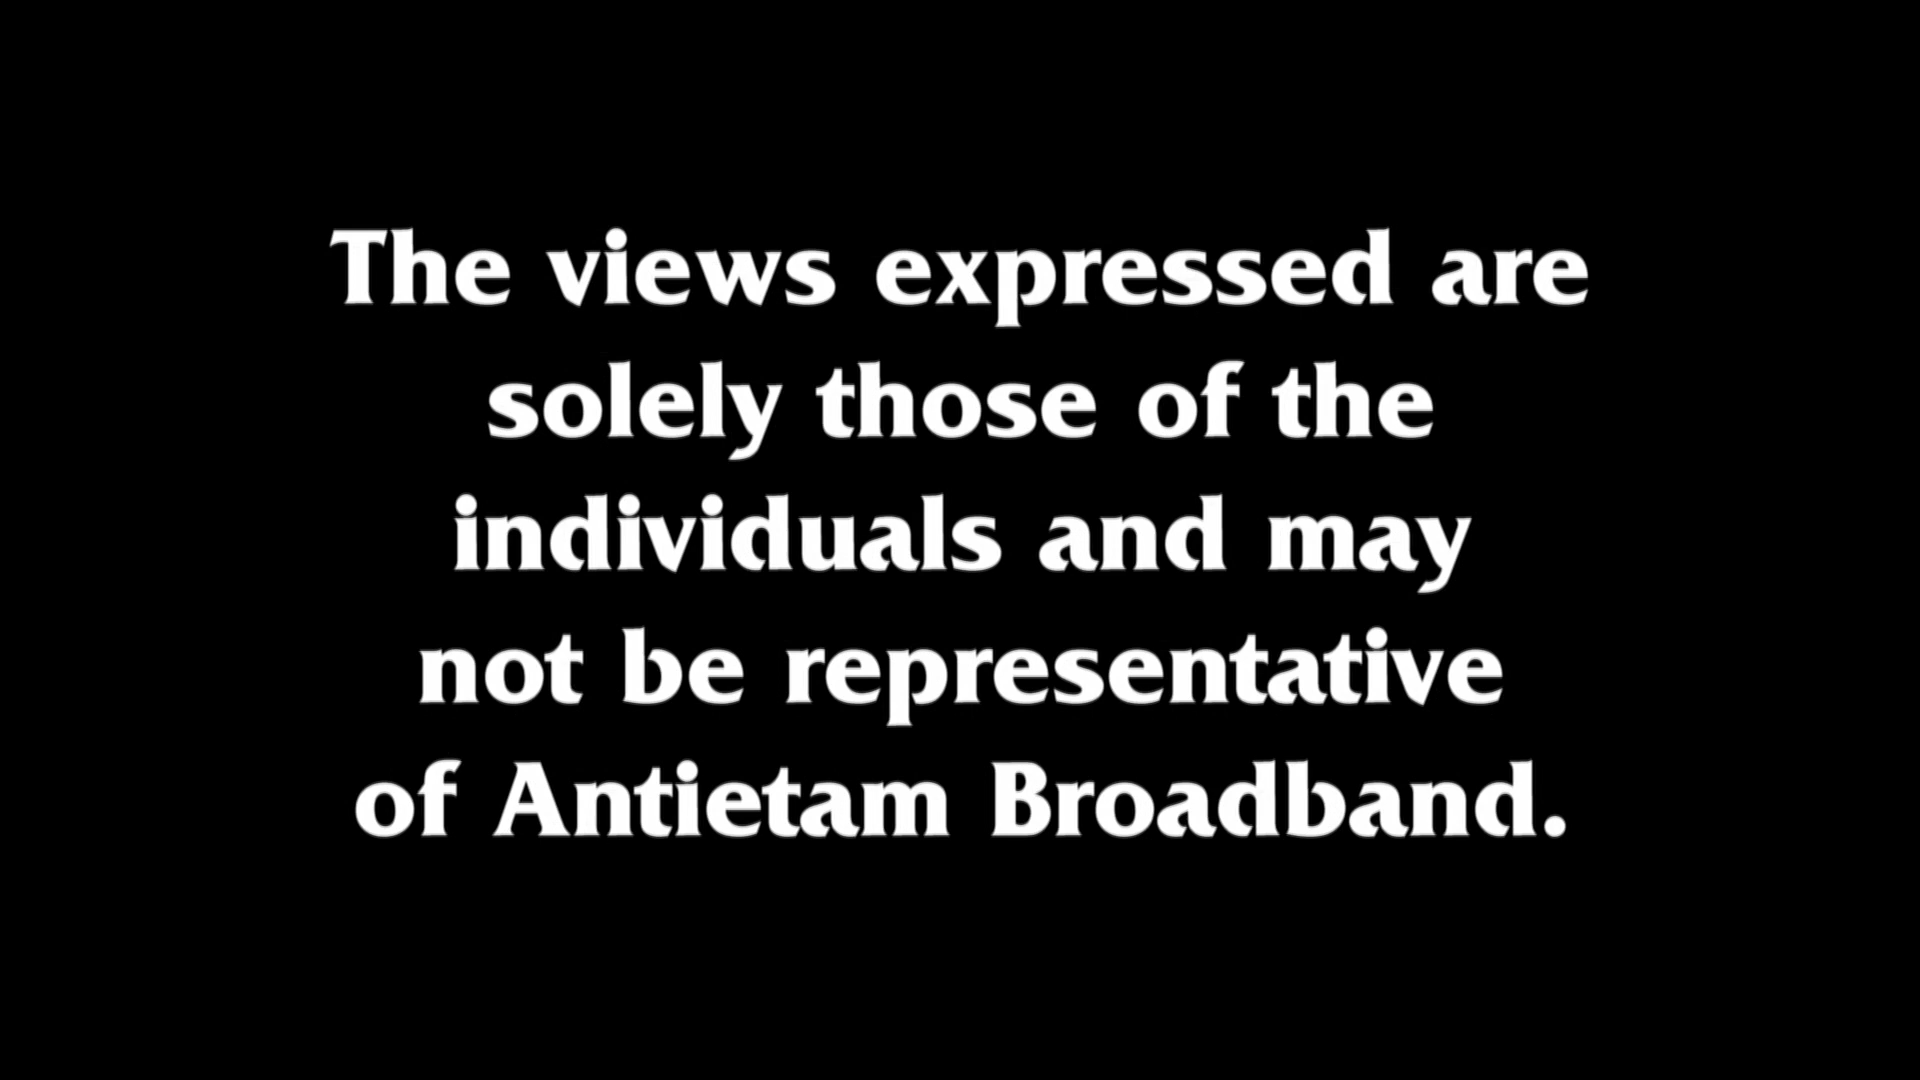 The views expressed are
solely those of the
individuals and may
not be representative
of Antietam Broadband.